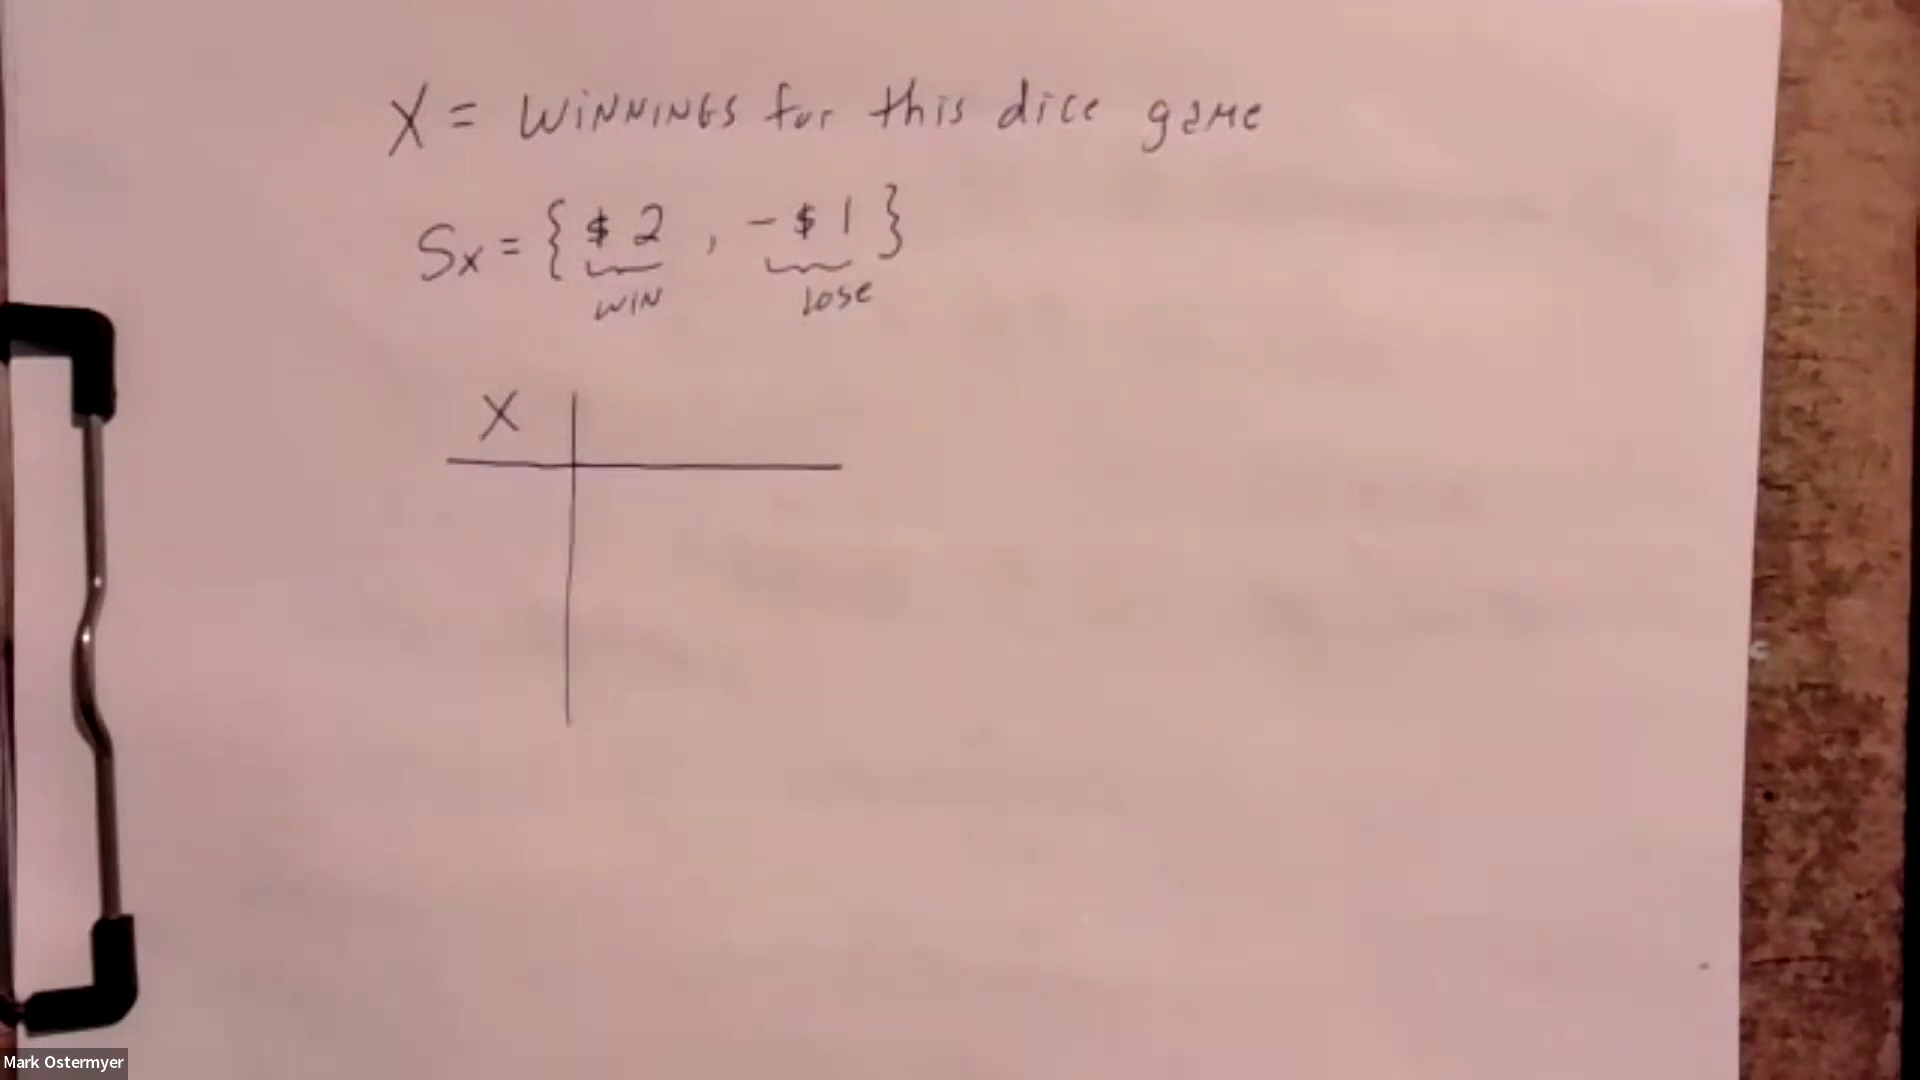 X = WINNINGS for this dice game
Sx = { $ 2 , - $ 1 }
WIN lose
X
Mark Ostermyer